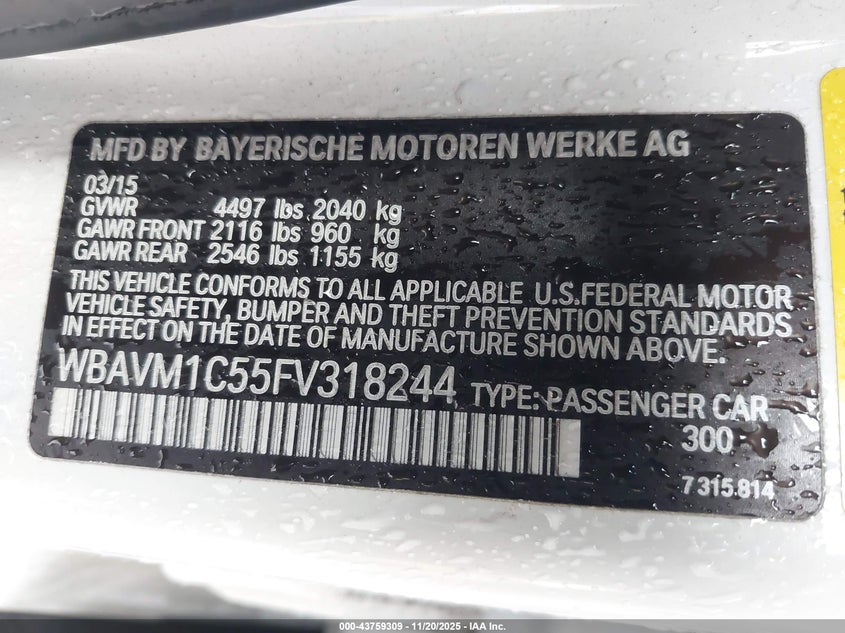 MFD BY BAYERISCHE MOTOREN WERKE AG
03/15
GVWR 4497 lbs 2040 kg
GAWR FRONT 2116 lbs 960 kg
GAWR REAR 2546 lbs 1155 kg
THIS VEHICLE CONFORMS TO ALL APPLICABLE U.S.FEDERAL MOTOR
VEHICLE SAFETY, BUMPER AND THEFT PREVENTION STANDARDS
IN EFFECT ON THE DATE OF MANUFACTURE SHOWN ABOVE.
WBAVM1C55FV318244 TYPE: PASSENGER CAR
300
7 315.814
000-43759309 | 11/20/2025 | IAA Inc.